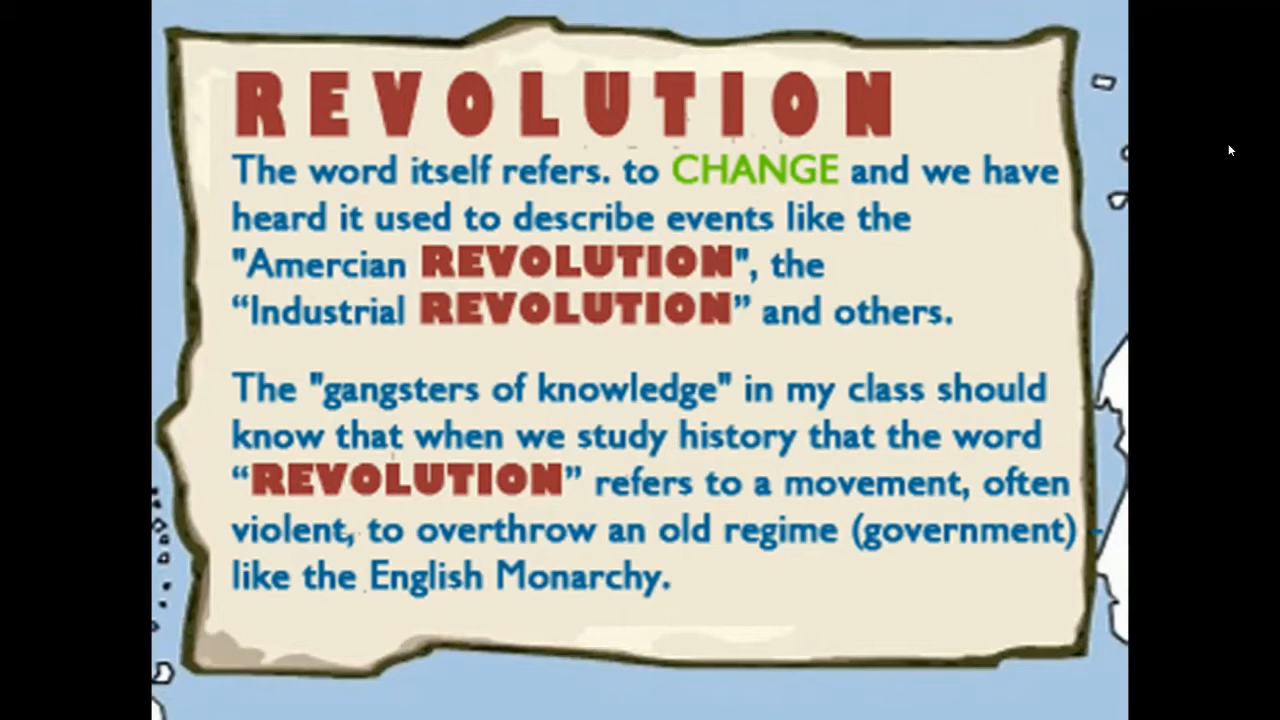 REVOLUTION
The word itself refers. to CHANGE and we have
heard it used to describe events like the
"Amercian REVOLUTION", the
“Industrial REVOLUTION” and others.
The "gangsters of knowledge" in my class should
know that when we study history that the word
“REVOLUTION” refers to a movement, often
violent, to overthrow an old regime (government) -
like the English Monarchy.